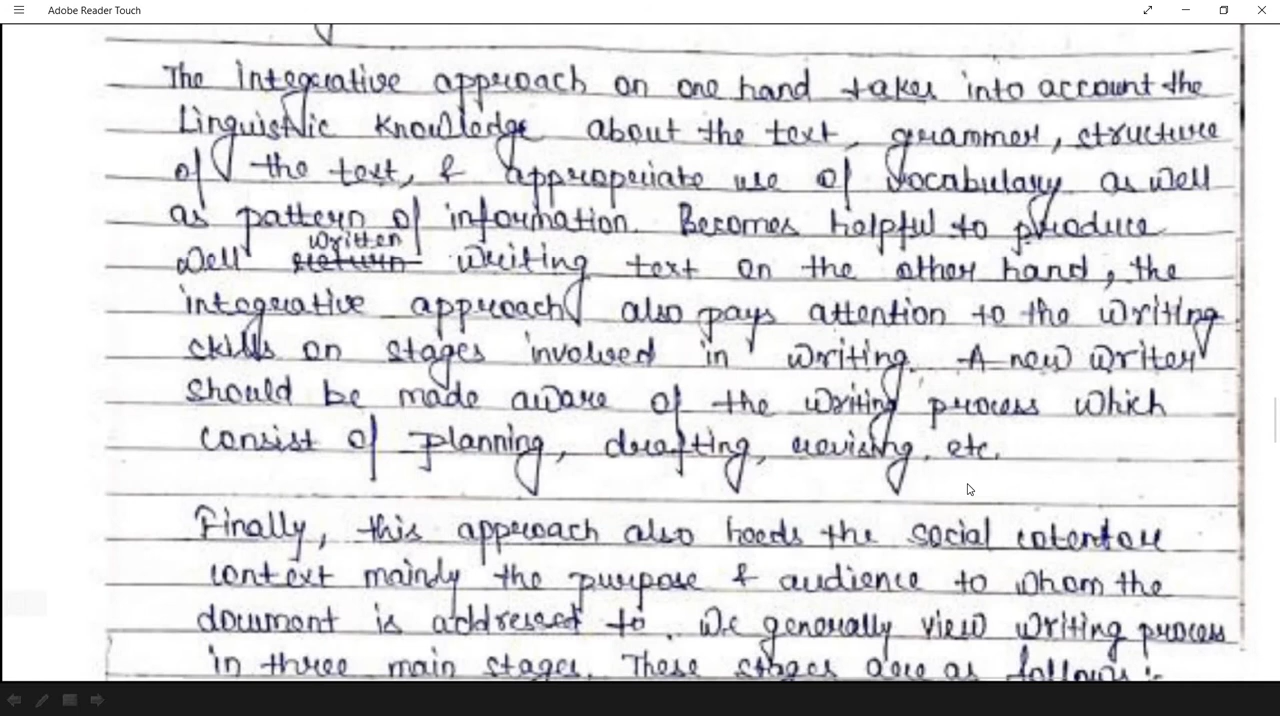 Adobe Reader Touch
The integrative approach on one hand takes into account the
Linguistic knowledge about the text, grammer, structure
of the text, & appropriate use of vocabulary as well
as pattern of information. Becomes helpful to produce
written
well writing text on the other hand, the
integrative approach also pays attention to the writing
skills on stages involved in writing. A new writer
should be made aware of the writing process which
consist of planning, drafting, revising, etc.
Finally, this approach also heeds the social
context mainly the purpose & audience to whom the
document is addresed to. We generally view writing process
in three main stages. These stages are as follows :-